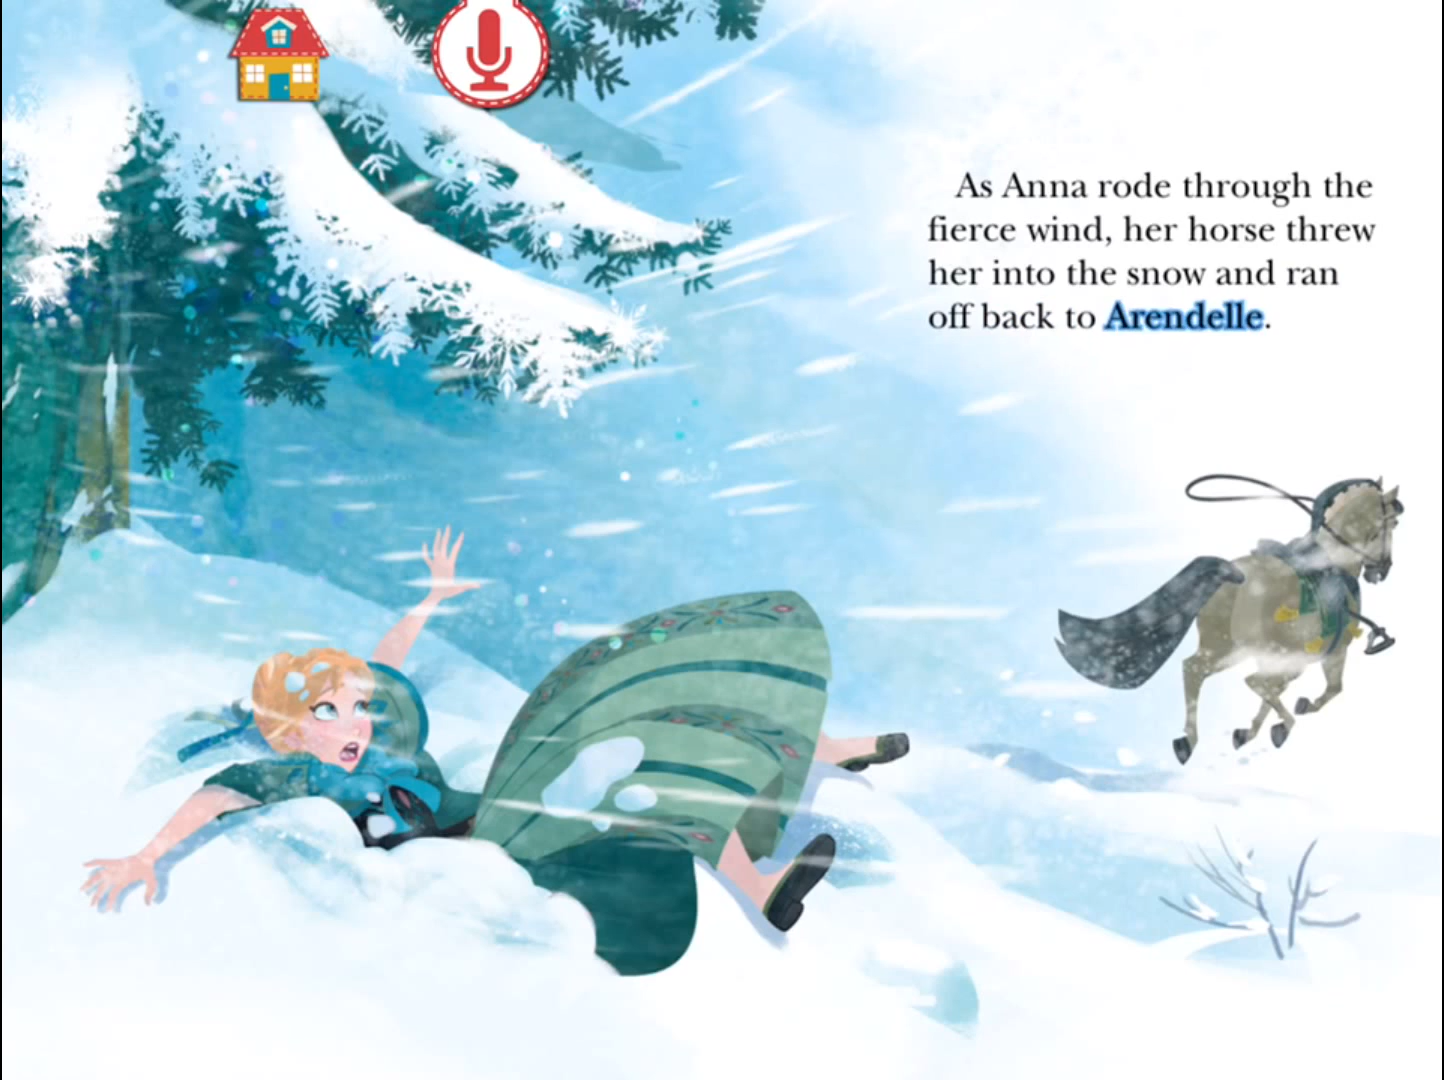 As Anna rode through the
fierce wind, her horse threw
her into the snow and ran
off back to Arendelle.